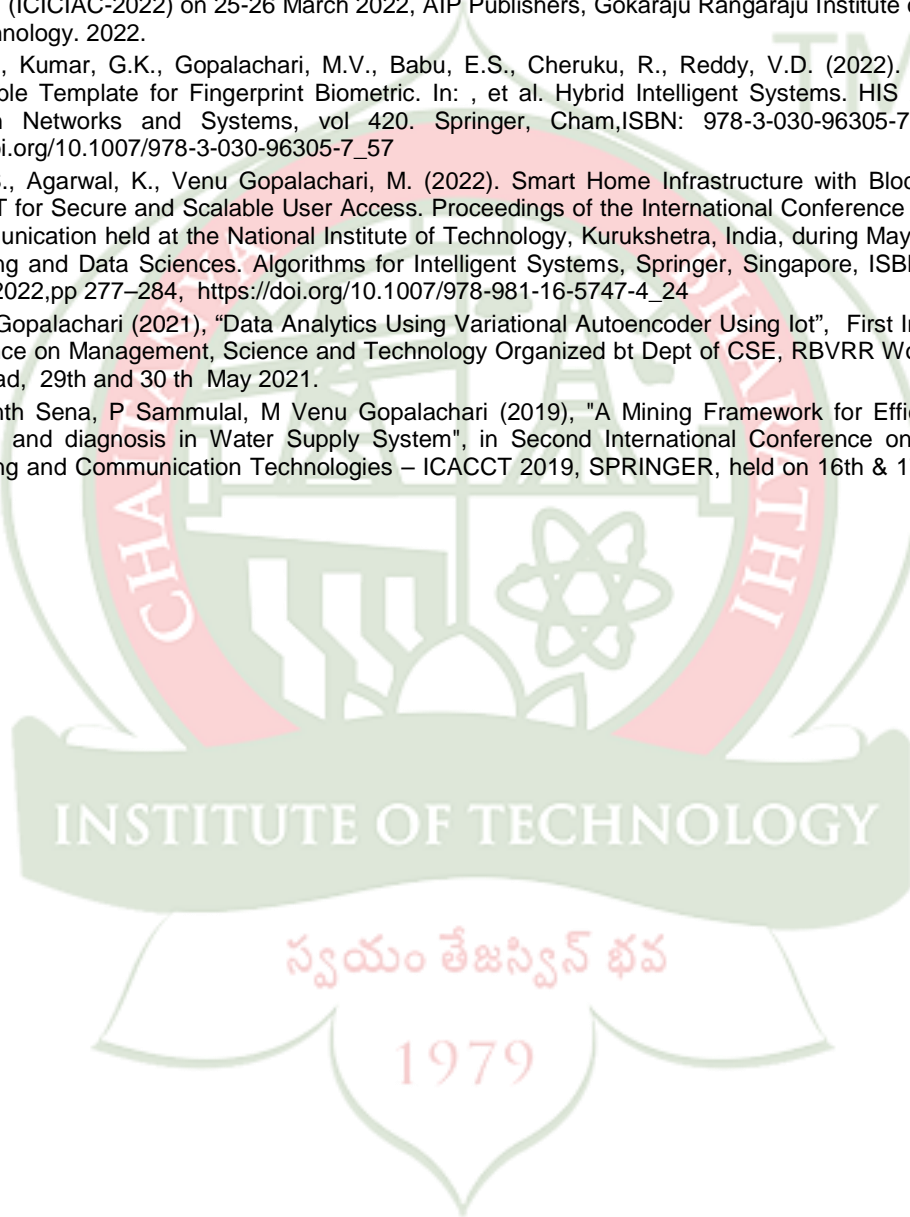 (ICICIAC-2022) on 25-26 March 2022, AIP Publishers, Gokaraju Rangaraju Institute
nology. 2022.
., Kumar, G.K., Gopalachari, M.V., Babu, E.S., Cheruku, R., Reddy, V.D. (2022).
ble Template for Fingerprint Biometric. In: , et al. Hybrid Intelligent Systems. HIS
Networks and Systems, vol 420. Springer, Cham,ISBN: 978-3-030-96305-7
oi.org/10.1007/978-3-030-96305-7_57
S., Agarwal, K., Venu Gopalachari, M. (2022). Smart Home Infrastructure with Bloc
T for Secure and Scalable User Access. Proceedings of the International Conference
unication held at the National Institute of Technology, Kurukshetra, India, during May
ng and Data Sciences. Algorithms for Intelligent Systems, Springer, Singapore, ISB
2022,pp 277–284, https://doi.org/10.1007/978-981-16-5747-4_24
Gopalachari (2021), “Data Analytics Using Variational Autoencoder Using Iot”, First In
ce on Management, Science and Technology Organized bt Dept of CSE, RBVRR Wo
ad, 29th and 30 th May 2021.
nth Sena, P Sammulal, M Venu Gopalachari (2019), "A Mining Framework for Effi
and diagnosis in Water Supply System", in Second International Conference on
ng and Communication Technologies – ICACCT 2019, SPRINGER, held on 16th & 1
TM
CHAITANYA BHARATHI
INSTITUTE OF TECHNOLOGY
స్వయం తేజస్విన్ భవ
1979